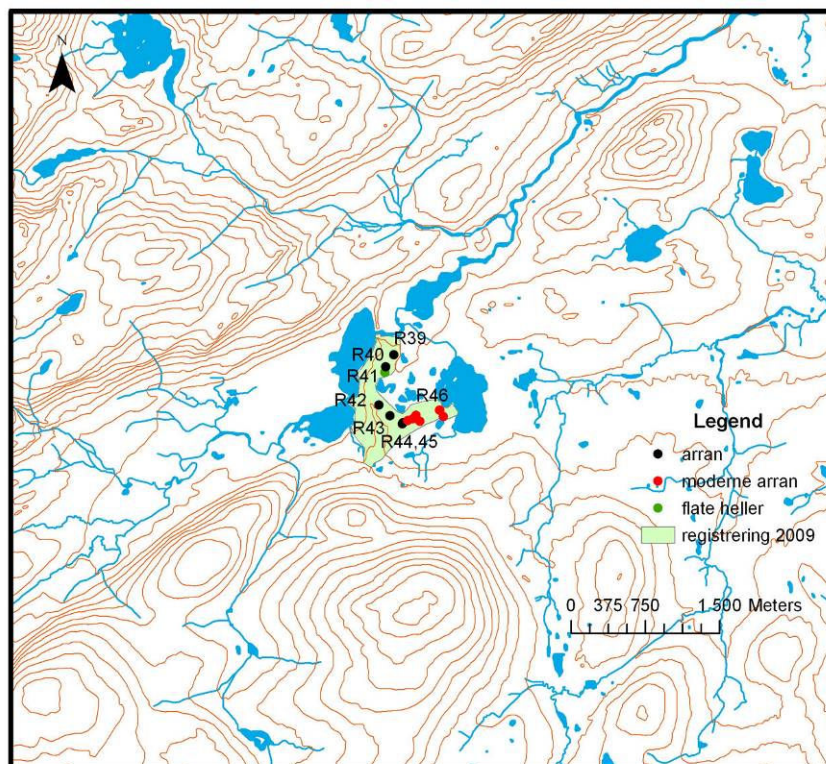 N
R39
R40
R41
R42
R46
R43
R44,45
Legend
arran
moderne arran
flate heller
registrering 2009
0 375 750 1 500 Meters